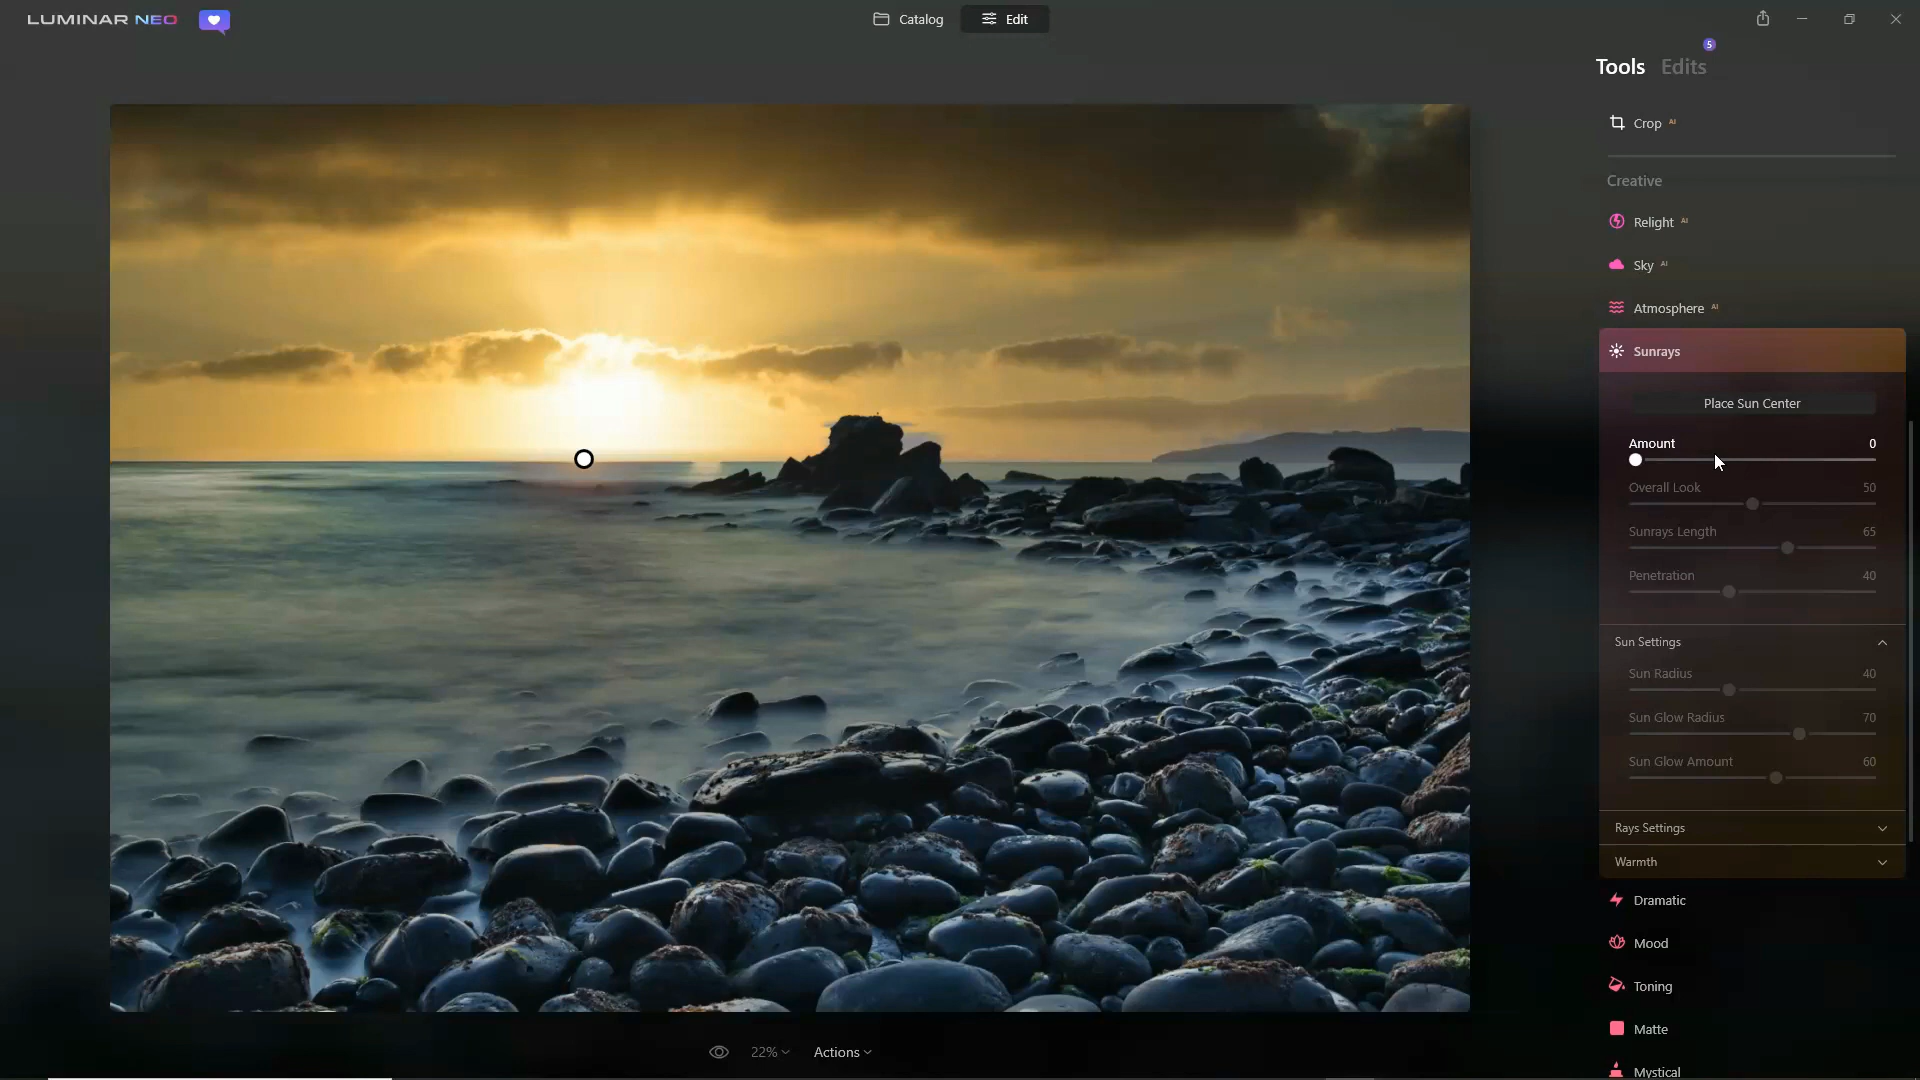 LUMINAR NEO
Catalog
Edit
5
Tools Edits
Crop AI
Creative
Relight AI
Sky AI
Atmosphere AI
Sunrays
Place Sun Center
Amount 0
Overall Look 50
Sunrays Length 65
Penetration 40
Sun Settings
Sun Radius 40
Sun Glow Radius 70
Sun Glow Amount 60
Rays Settings
Warmth
Dramatic
Mood
Toning
Matte
Mystical
22% Actions